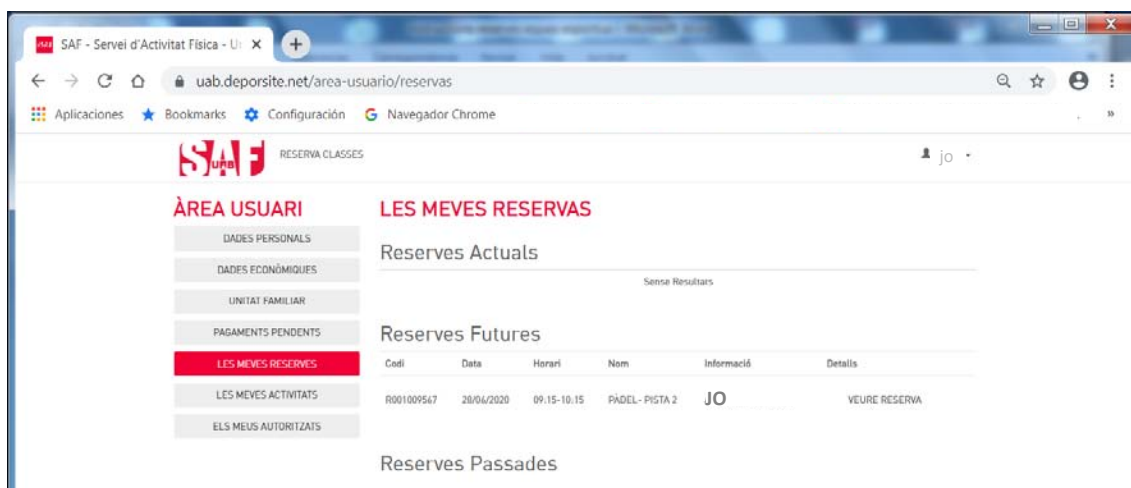 SAF - Servei d'Activitat Física - U
uab.deporsite.net/area-usuario/reservas
Aplicaciones Bookmarks Configuración Navegador Chrome
SAF UAB RESERVA CLASSES jo
ÀREA USUARI
DADES PERSONALS
DADES ECONÒMIQUES
UNITAT FAMILIAR
PAGAMENTS PENDENTS
LES MEVES RESERVES
LES MEVES ACTIVITATS
ELS MEUS AUTORITZATS
LES MEVES RESERVAS
Reserves Actuals
Sense Resultars
Reserves Futures
Codi Data Horari Nom Informació Detalls
R001009567 28/06/2020 09:15-10:15 PÀDEL- PISTA 2 JO VEURE RESERVA
Reserves Passades